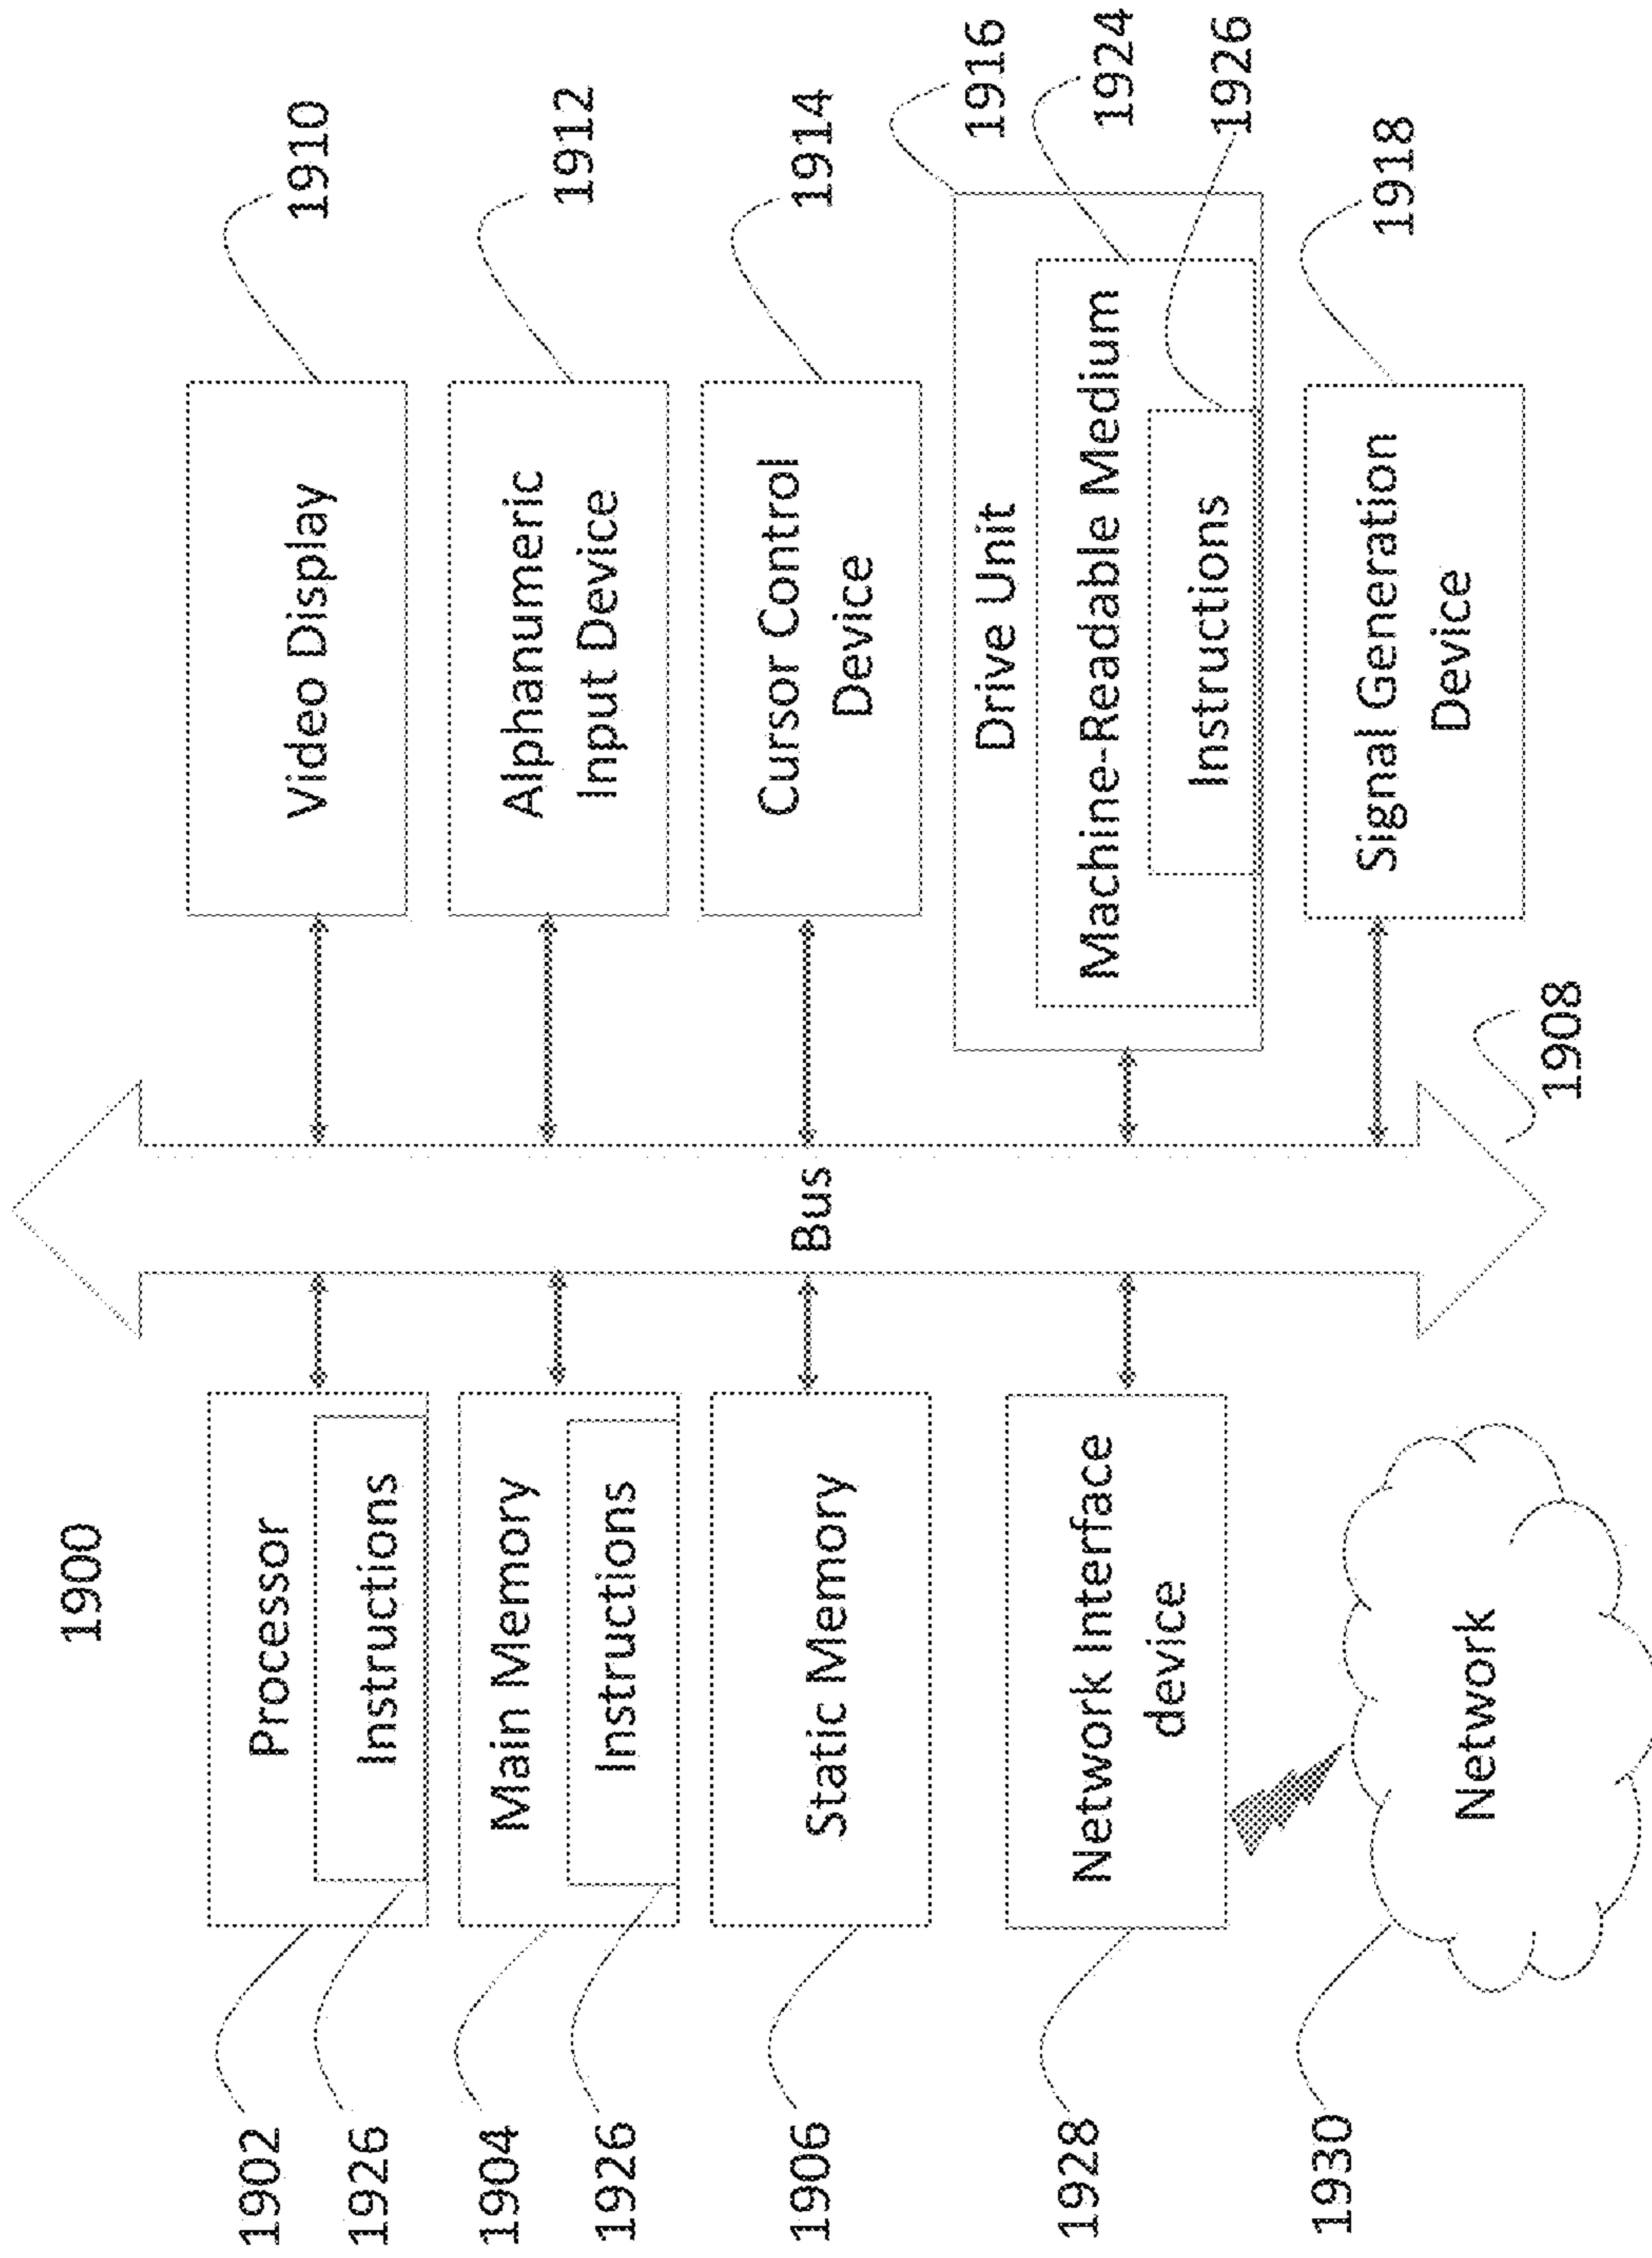 1900
1902
Processor
1926
Instructions
1904
Main Memory
1926
Instructions
1906
Static Memory
1928
Network Interface
device
1930
Network
Bus
1908
Video Display
1910
Alphanumeric
Input Device
1912
Cursor Control
Device
1914
Drive Unit
1916
Machine-Readable Medium
1924
Instructions
1926
Signal Generation
Device
1918